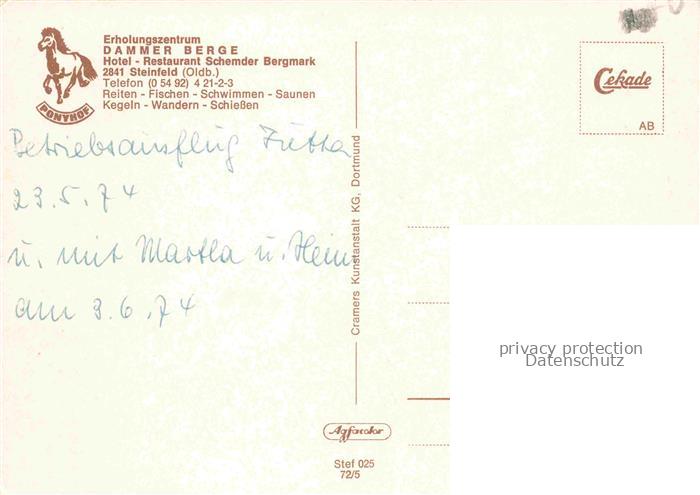 Erholungszentrum
DAMMER BERGE
Hotel - Restaurant Schemder Bergmark
2841 Steinfeld (Oldb.)
Telefon (0 54 92) 4 21-2-3
Reiten - Fischen - Schwimmen - Saunen
Kegeln - Wandern - Schießen
PONYHOF
Cekade
AB
Betriebsausflug Jutta
23.5.74
u. mit Martha u. Hein
am 3.6.74
Cramers Kunstanstalt KG, Dortmund
privacy protection
Datenschutz
Agfacolor
Stef 025
72/5